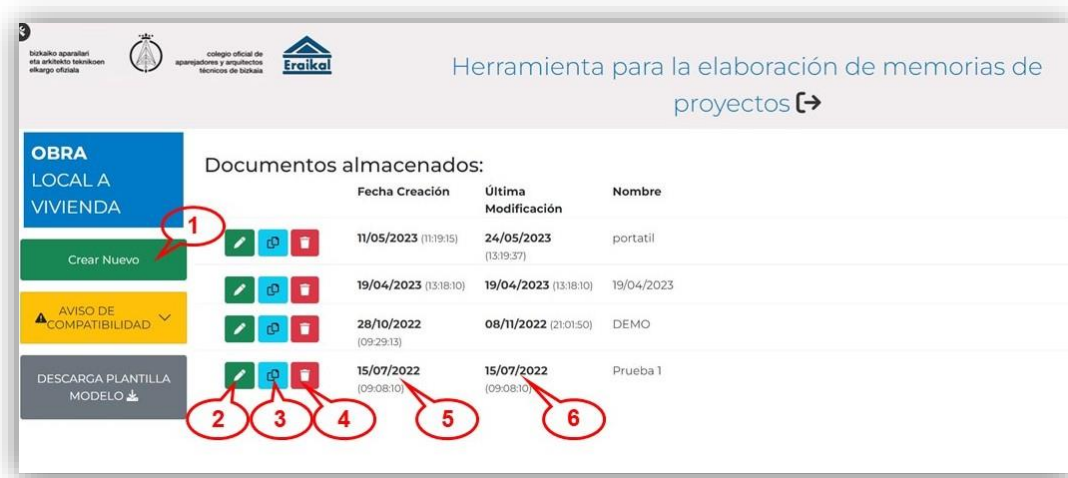 bizkaiko aparailari
eta arkitekto teknikoen
elkargo ofiziala
colegio oficial de
aparejadores y arquitectos
técnicos de bizkaia
Eraikal
Herramienta para la elaboración de memorias de
proyectos
OBRA
LOCAL A
VIVIENDA
1
Crear Nuevo
AVISO DE
COMPATIBILIDAD
DESCARGA PLANTILLA
MODELO
Documentos almacenados:
Fecha Creación Última Modificación Nombre
11/05/2023 (11:19:15) 24/05/2023 (13:19:37) portatil
19/04/2023 (13:18:10) 19/04/2023 (13:18:10) 19/04/2023
28/10/2022 (09:29:13) 08/11/2022 (21:01:50) DEMO
15/07/2022 (09:08:10) 15/07/2022 (09:08:10) Prueba 1
2 3 4 5 6